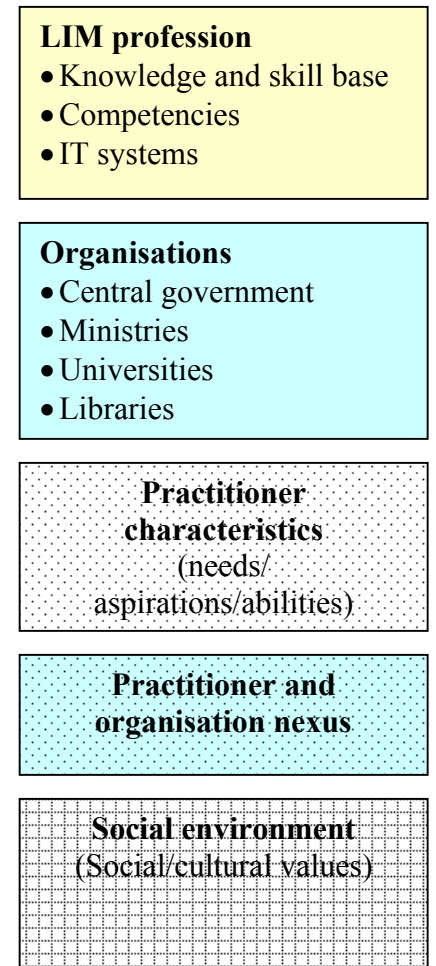 LIM profession
• Knowledge and skill base
• Competencies
• IT systems
Organisations
• Central government
• Ministries
• Universities
• Libraries
Practitioner
characteristics
(needs/
aspirations/abilities)
Practitioner and
organisation nexus
Social environment
(Social/cultural values)